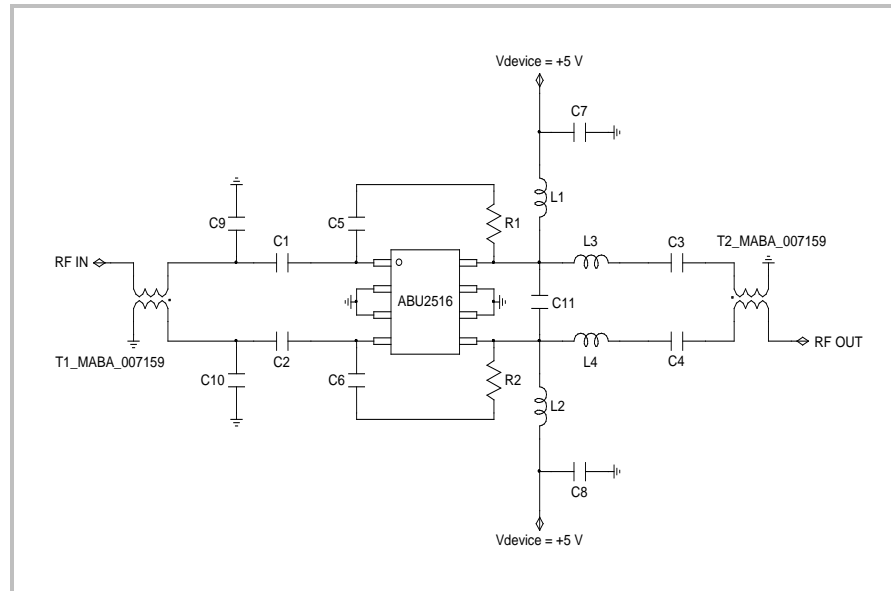 Vdevice = +5 V
C7
L1
C9
C5
R1
C1
L3
C3
T2_MABA_007159
RF IN
ABU2516
C11
RF OUT
T1_MABA_007159
C2
L4
C4
C10
C6
R2
L2
C8
Vdevice = +5 V